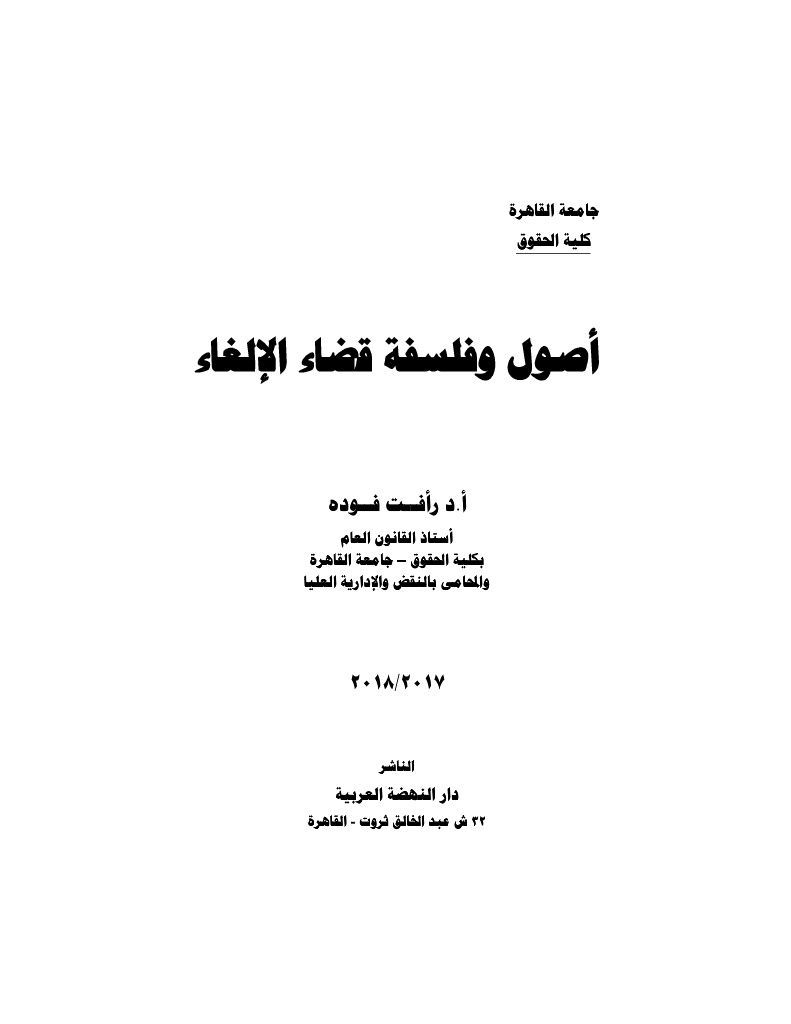 جامعة القاهرة
كلية الحقوق
أصول وفلسفة قضاء الإلغاء
أ.د رأفــت فــوده
أستاذ القانون العام
بكلية الحقوق – جامعة القاهرة
والمحامى بالنقض والإدارية العليا
٢٠١٨/٢٠١٧
الناشر
دار النهضة العربية
٣٢ ش عبد الخالق ثروت - القاهرة